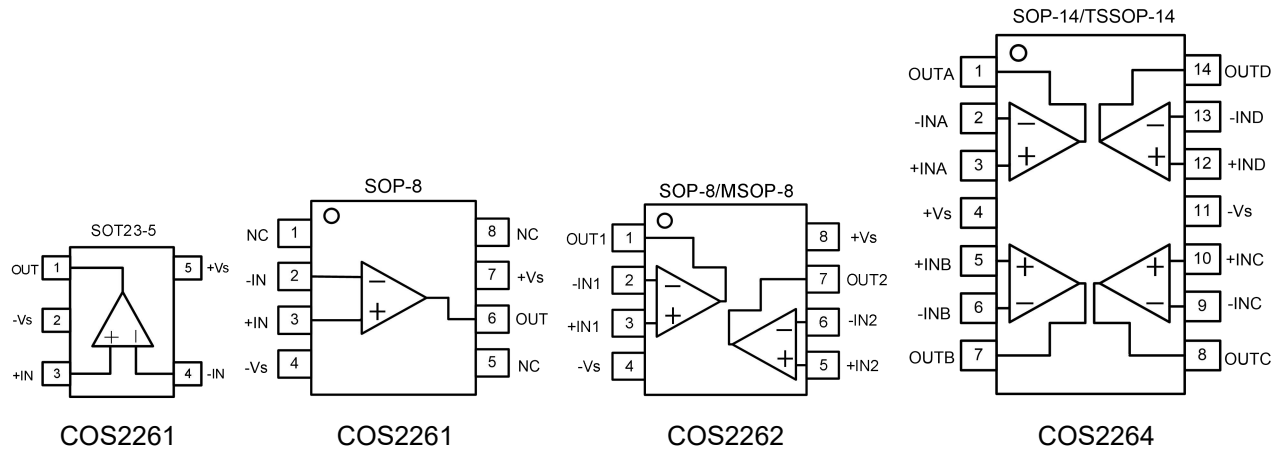 SOT23-5
OUT 1 5 +Vs
-Vs 2
+IN 3 4 -IN
+ −
COS2261
SOP-8
NC 1 8 NC
-IN 2 7 +Vs
+IN 3 6 OUT
-Vs 4 5 NC
−
+
COS2261
SOP-8/MSOP-8
OUT1 1 8 +Vs
-IN1 2 7 OUT2
+IN1 3 6 -IN2
-Vs 4 5 +IN2
− −
+ +
COS2262
SOP-14/TSSOP-14
OUTA 1 14 OUTD
-INA 2 − − 13 -IND
+INA 3 + + 12 +IND
+Vs 4 11 -Vs
+INB 5 + + 10 +INC
-INB 6 − − 9 -INC
OUTB 7 8 OUTC
COS2264